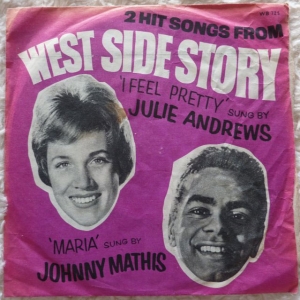 2 HIT SONGS FROM
WEST SIDE STORY
'I FEEL PRETTY' SUNG BY
JULIE ANDREWS
'MARIA' SUNG BY
JOHNNY MATHIS